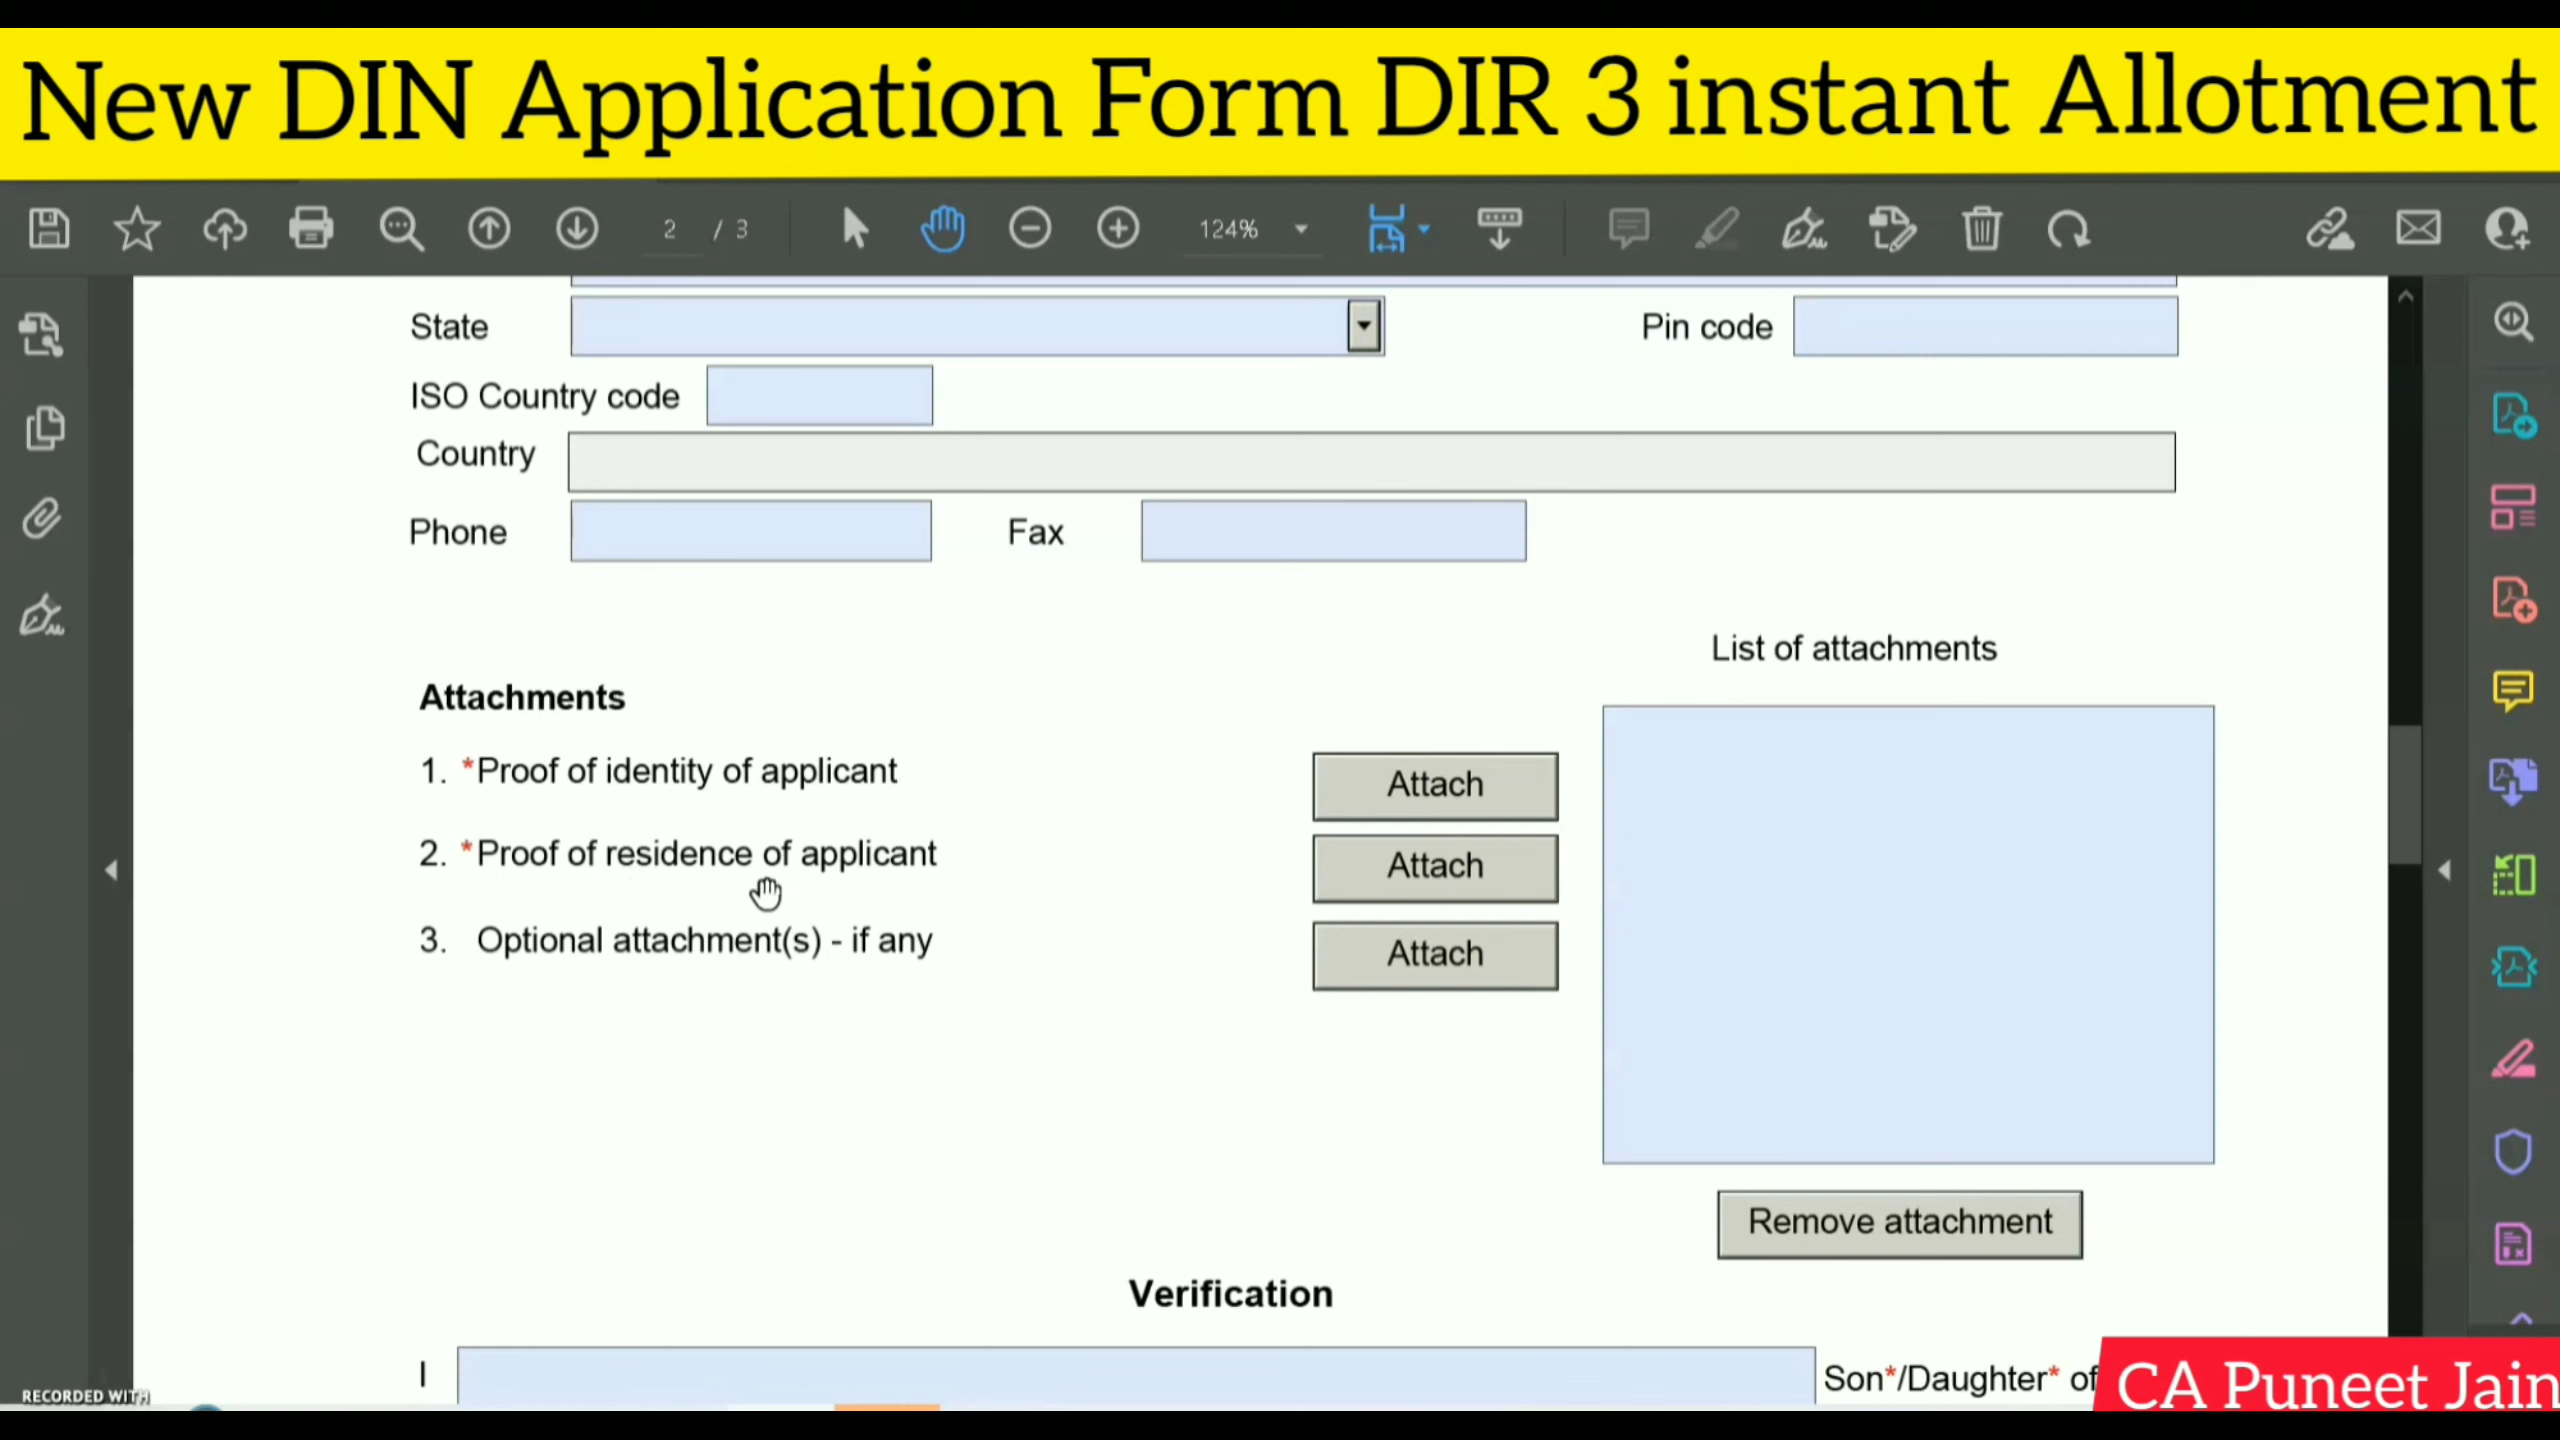 New DIN Application Form DIR 3 instant Allotment
2 / 3
124%
State
Pin code
ISO Country code
Country
Phone
Fax
List of attachments
Attachments
1. *Proof of identity of applicant
Attach
2. *Proof of residence of applicant
Attach
3. Optional attachment(s) - if any
Attach
Remove attachment
Verification
I
Son*/Daughter* of
CA Puneet Jain
RECORDED WITH